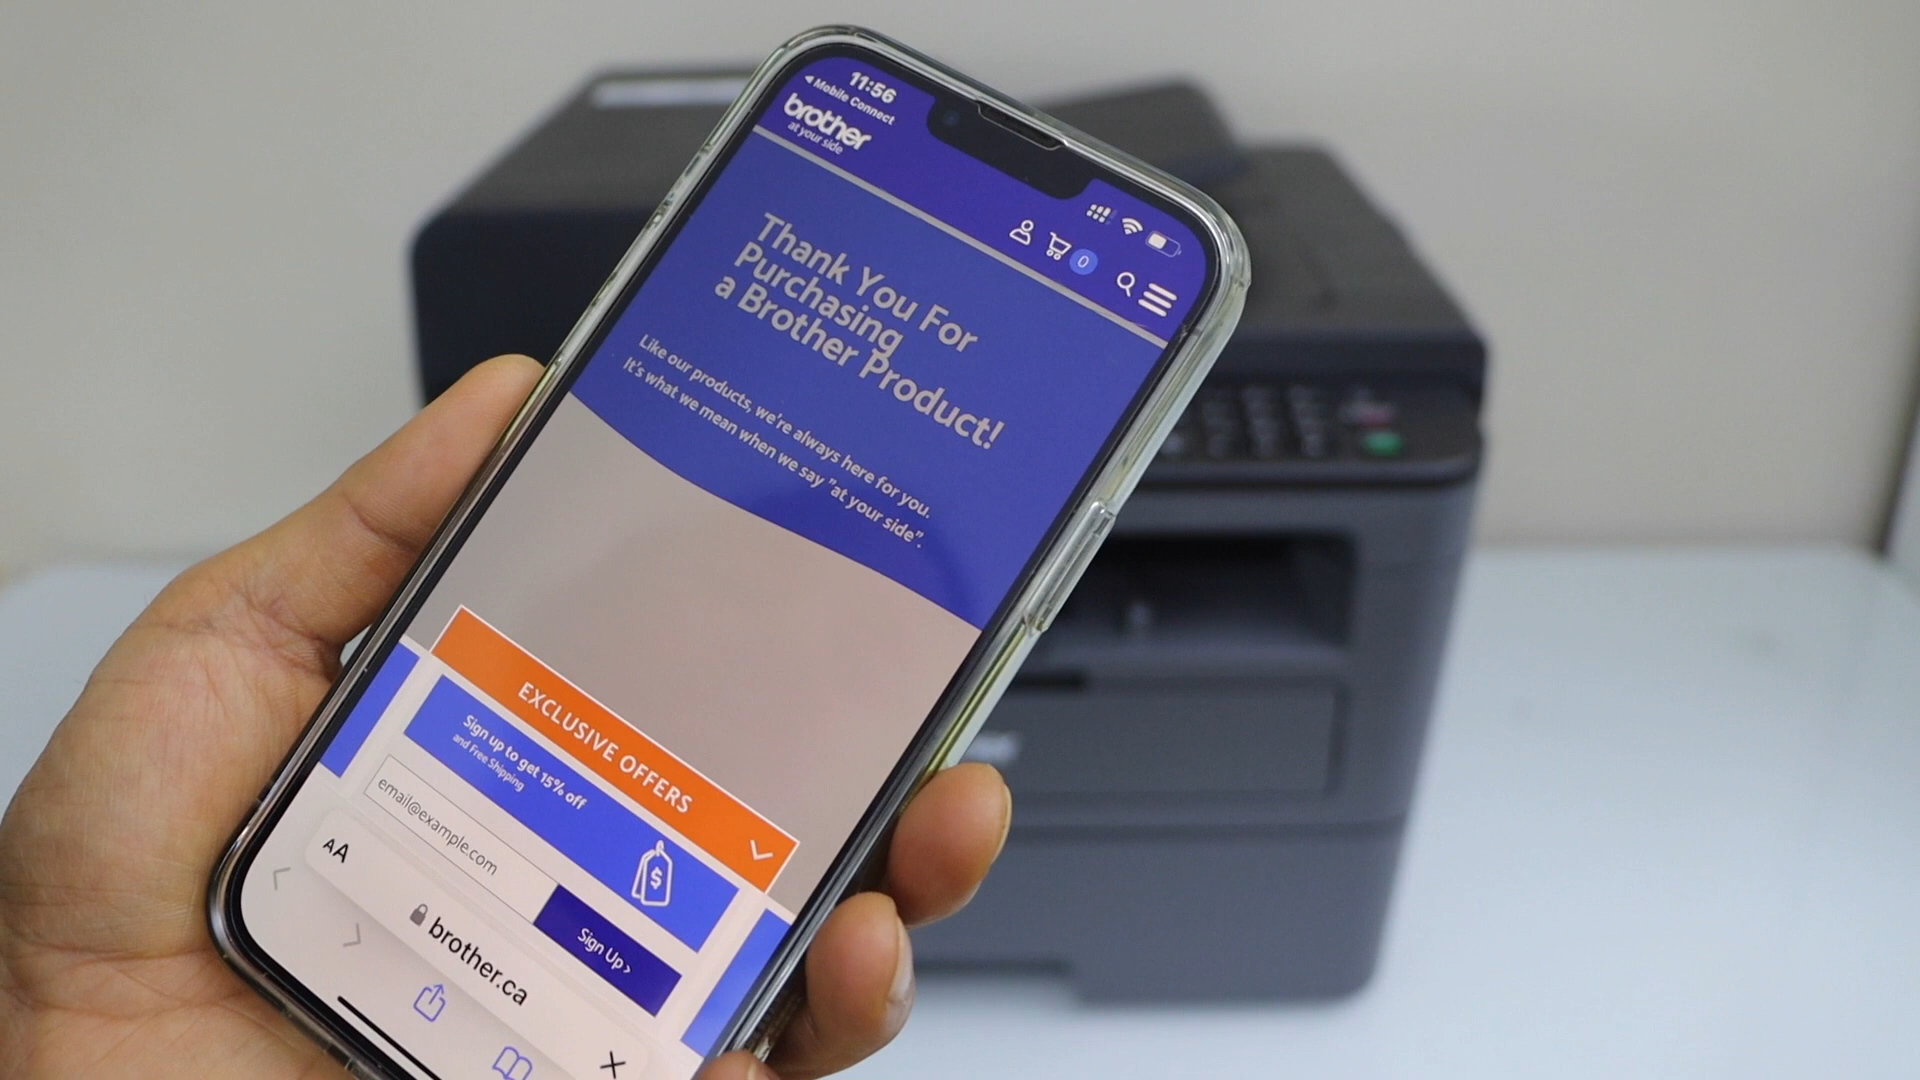 11:56
Mobile Connect
brother
at your side
0
Thank You For
Purchasing
a Brother Product!
Like our products, we're always here for you.
It's what we mean when we say "at your side".
EXCLUSIVE OFFERS
Sign up to get 15% off
and Free Shipping
$
email@example.com
Sign Up ›
AA
brother.ca